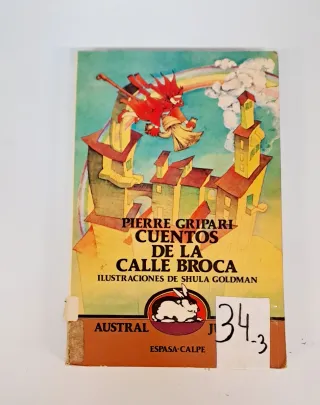 PIERRE GRIPARI
CUENTOS
DE LA
CALLE BROCA
ILUSTRACIONES DE SHULA GOLDMAN
AUSTRAL
34-3
ESPASA-CALPE